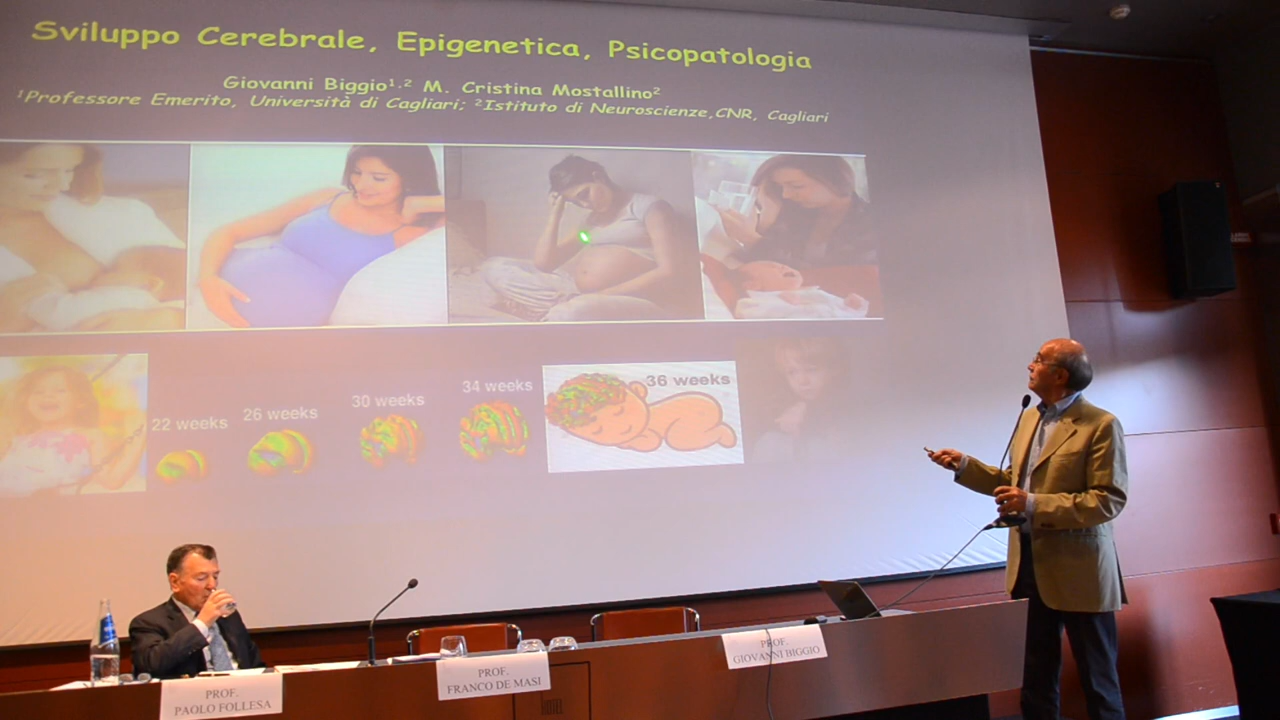 Sviluppo Cerebrale, Epigenetica, Psicopatologia
Giovanni Biggio¹,² M. Cristina Mostallino²
¹Professore Emerito, Università di Cagliari; ²Istituto di Neuroscienze,CNR, Cagliari
22 weeks
26 weeks
30 weeks
34 weeks
36 weeks
PROF.
PAOLO FOLLESA
PROF.
FRANCO DE MASI
PROF.
GIOVANNI BIGGIO